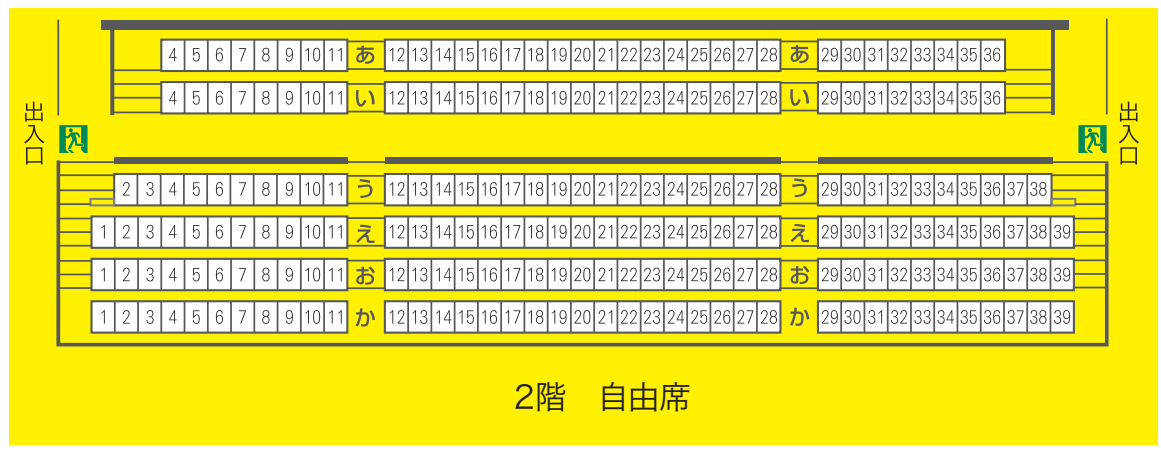 4 5 6 7 8 9 10 11 あ 12 13 14 15 16 17 18 19 20 21 22 23 24 25 26 27 28 あ 29 30 31 32 33 34 35 36
4 5 6 7 8 9 10 11 い 12 13 14 15 16 17 18 19 20 21 22 23 24 25 26 27 28 い 29 30 31 32 33 34 35 36
出入口
出入口
2 3 4 5 6 7 8 9 10 11 う 12 13 14 15 16 17 18 19 20 21 22 23 24 25 26 27 28 う 29 30 31 32 33 34 35 36 37 38
1 2 3 4 5 6 7 8 9 10 11 え 12 13 14 15 16 17 18 19 20 21 22 23 24 25 26 27 28 え 29 30 31 32 33 34 35 36 37 38 39
1 2 3 4 5 6 7 8 9 10 11 お 12 13 14 15 16 17 18 19 20 21 22 23 24 25 26 27 28 お 29 30 31 32 33 34 35 36 37 38 39
1 2 3 4 5 6 7 8 9 10 11 か 12 13 14 15 16 17 18 19 20 21 22 23 24 25 26 27 28 か 29 30 31 32 33 34 35 36 37 38 39
2階　自由席